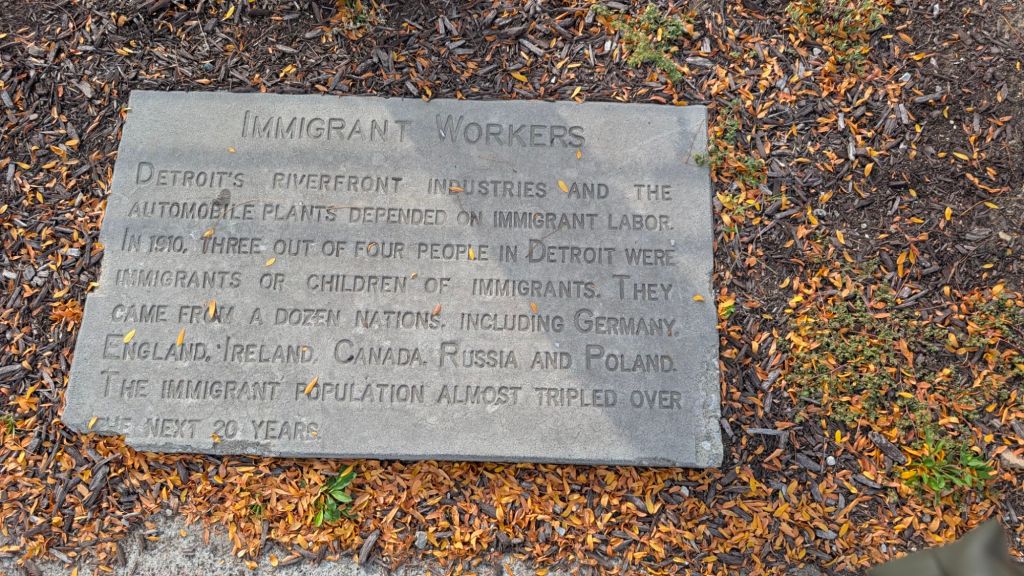 IMMIGRANT WORKERS
DETROIT'S RIVERFRONT INDUSTRIES AND THE
AUTOMOBILE PLANTS DEPENDED ON IMMIGRANT LABOR.
IN 1910, THREE OUT OF FOUR PEOPLE IN DETROIT WERE
IMMIGRANTS OR CHILDREN OF IMMIGRANTS. THEY
CAME FROM A DOZEN NATIONS, INCLUDING GERMANY,
ENGLAND, IRELAND, CANADA, RUSSIA AND POLAND.
THE IMMIGRANT POPULATION ALMOST TRIPLED OVER
THE NEXT 20 YEARS.